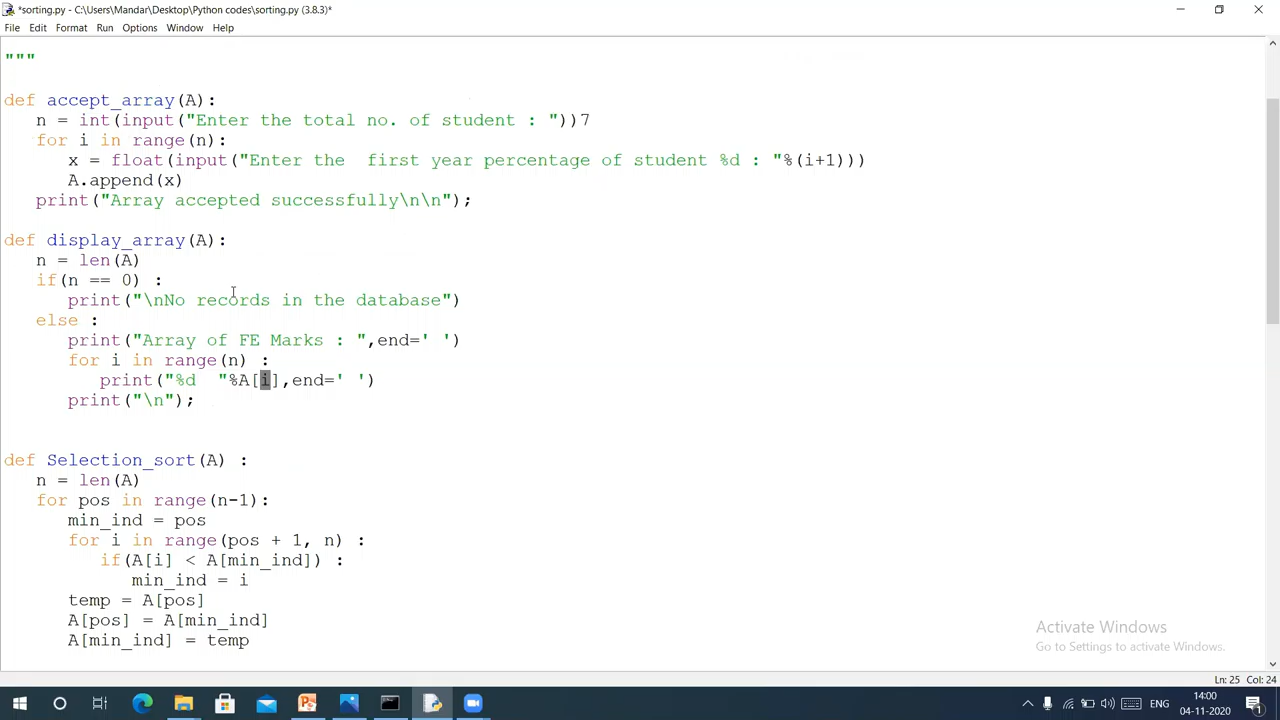 *sorting.py - C:\Users\Mandar\Desktop\Python codes\sorting.py (3.8.3)*
File Edit Format Run Options Window Help
"""
def accept_array(A):
n = int(input("Enter the total no. of student : "))7
for i in range(n):
x = float(input("Enter the  first year percentage of student %d : "%(i+1)))
A.append(x)
print("Array accepted successfully\n\n");
def display_array(A):
n = len(A)
if(n == 0) :
print("\nNo records in the database")
else :
print("Array of FE Marks : ",end=' ')
for i in range(n) :
print("%d  "%A[i],end=' ')
print("\n");
def Selection_sort(A) :
n = len(A)
for pos in range(n-1):
min_ind = pos
for i in range(pos + 1, n) :
if(A[i] < A[min_ind]) :
min_ind = i
temp = A[pos]
A[pos] = A[min_ind]
A[min_ind] = temp
Activate Windows
Go to Settings to activate Windows.
Ln: 25 Col: 24
ENG
14:00
04-11-2020
1